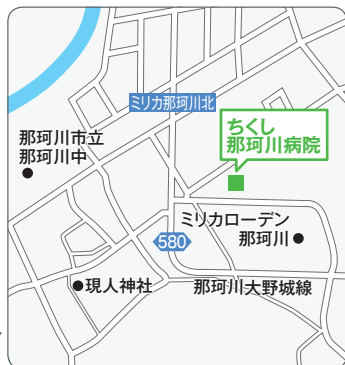 ミリカ那珂川北
ちくし
那珂川病院
那珂川市立
那珂川中
ミリカローデン
那珂川
580
現人神社
那珂川大野城線